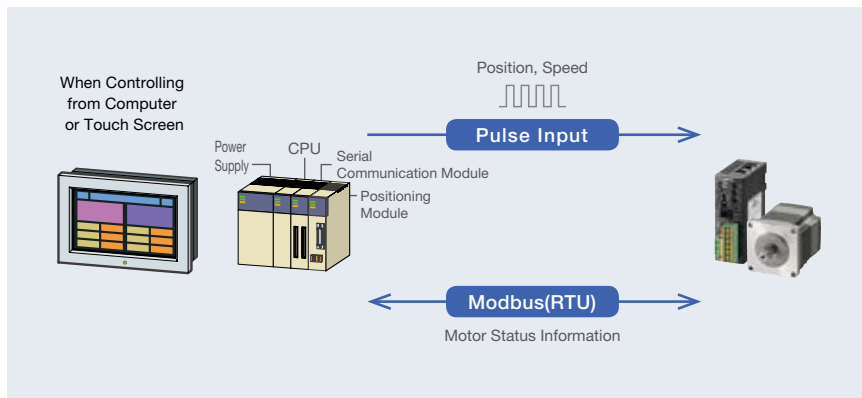 When Controlling
from Computer
or Touch Screen
Power
Supply
CPU
Serial
Communication Module
Positioning
Module
Position, Speed
Pulse Input
Modbus(RTU)
Motor Status Information